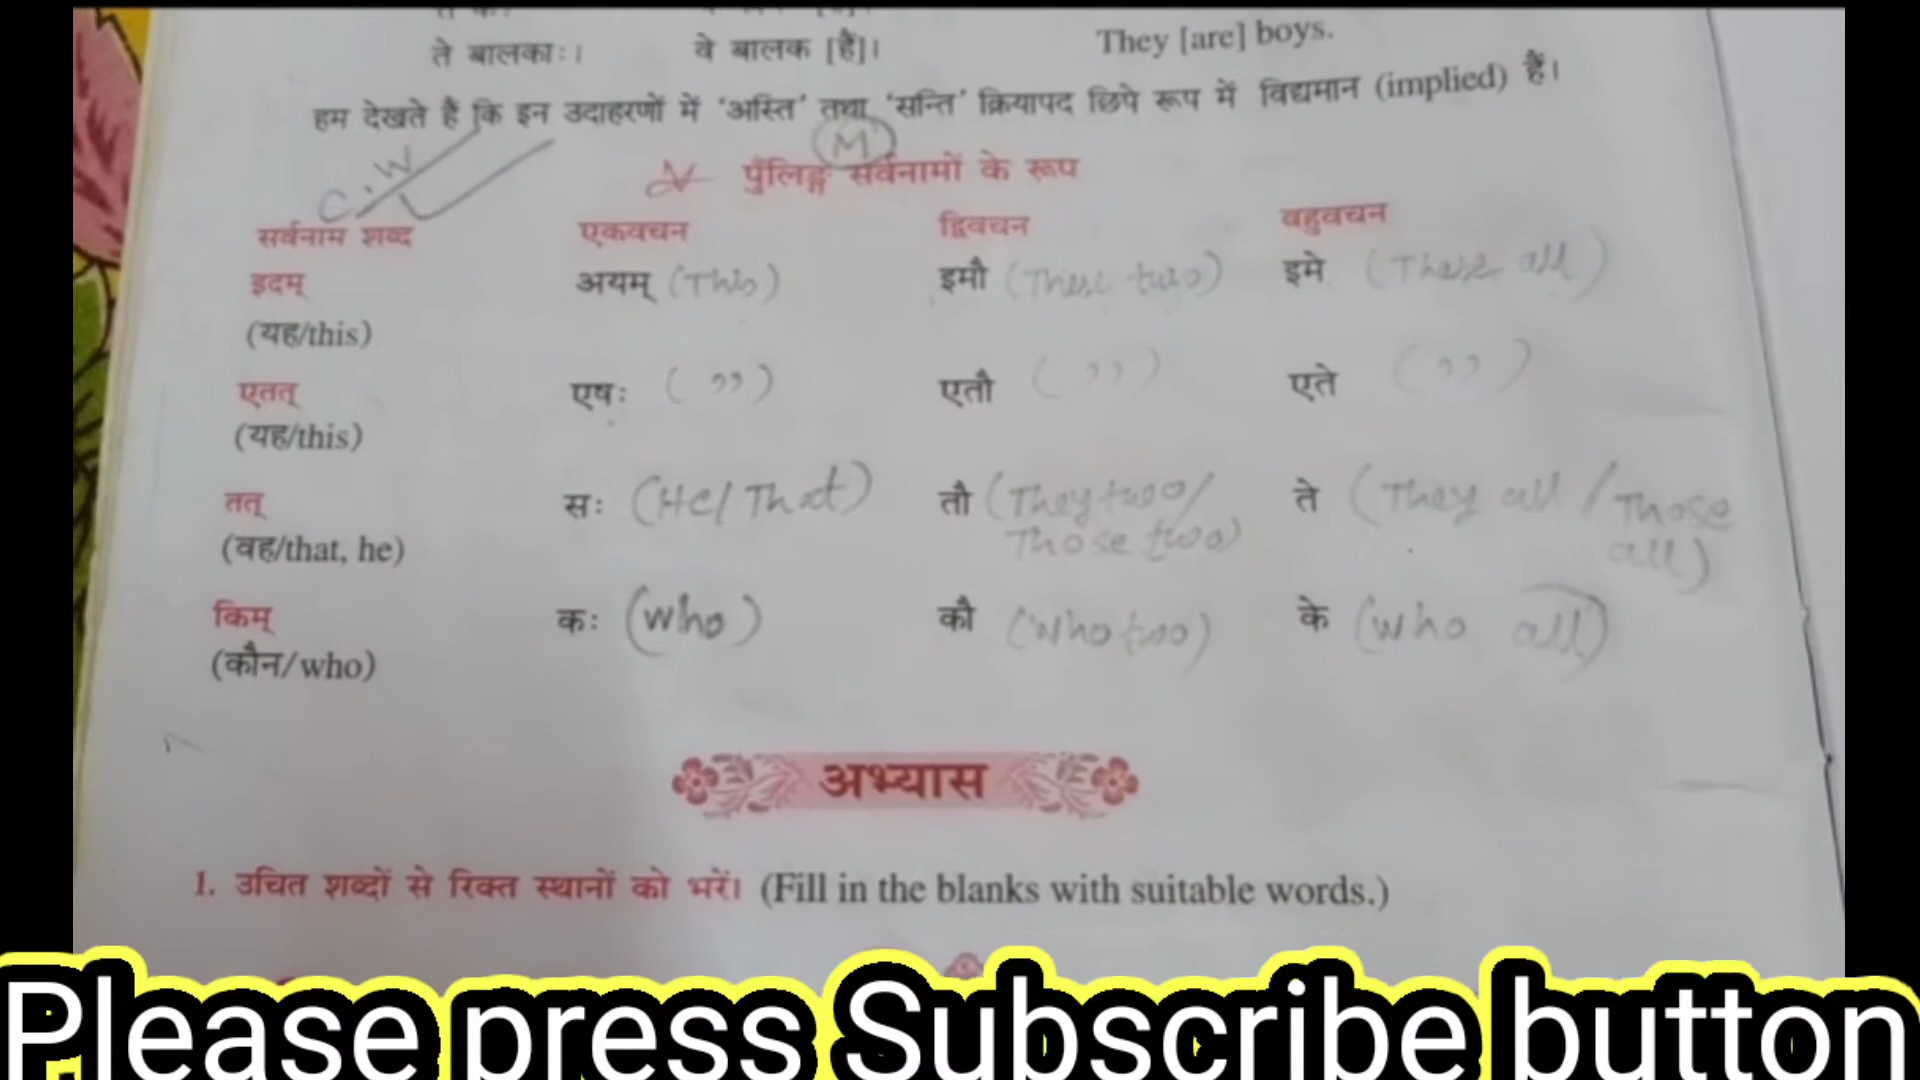 ते बालकाः। वे बालक [हैं]। They [are] boys.
हम देखते हैं कि इन उदाहरणों में 'अस्ति' तथा 'सन्ति' क्रियापद छिपे रूप में विद्यमान (implied) हैं।
C.W
M
पुँलिङ्ग सर्वनामों के रूप
सर्वनाम शब्द एकवचन द्विवचन बहुवचन
इदम् अयम् (This) इमौ (These two) इमे (These all)
(यह/this)
एतत् एषः ( ,, ) एतौ ( ,, ) एते ( ,, )
(यह/this)
तत् सः (He/That) तौ (They two/ ते (They all / Those
Those two) all)
(वह/that, he)
किम् कः (who) कौ (who two) के (who all)
(कौन/who)
अभ्यास
1. उचित शब्दों से रिक्त स्थानों को भरें। (Fill in the blanks with suitable words.)
Please press Subscribe button